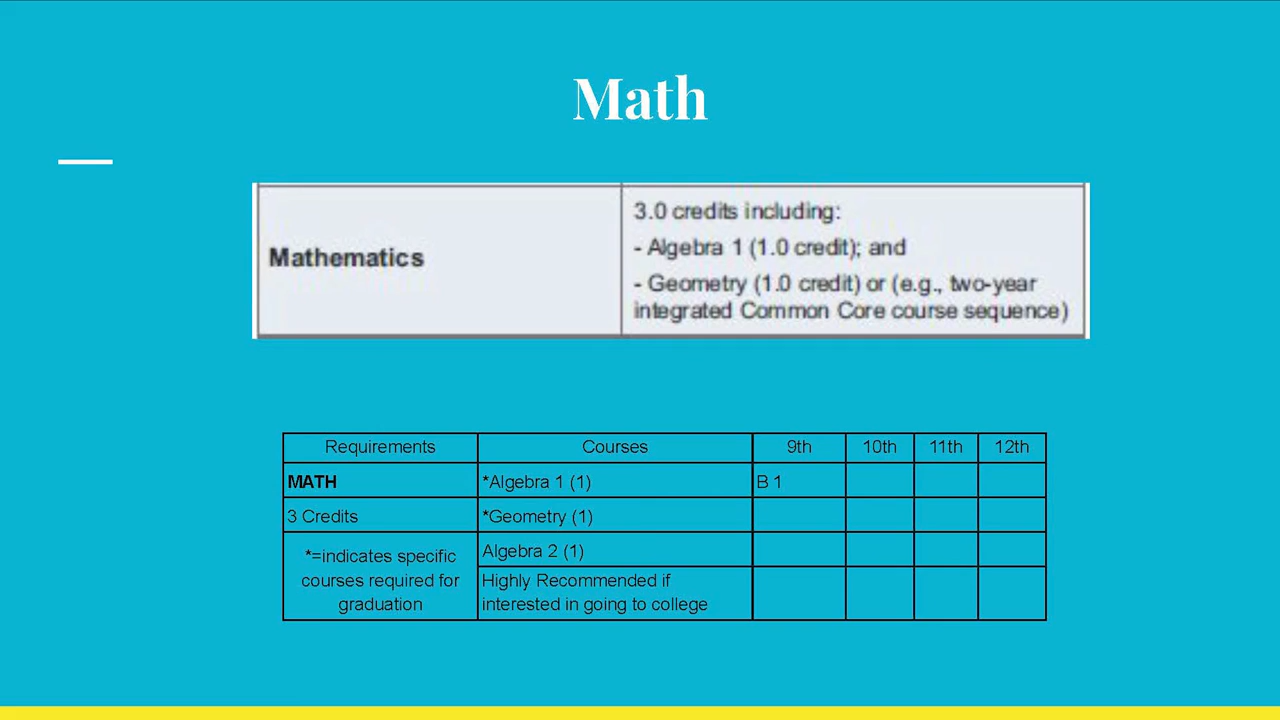 Math
Mathematics
3.0 credits including:
- Algebra 1 (1.0 credit); and
- Geometry (1.0 credit) or (e.g., two-year
integrated Common Core course sequence)
Requirements Courses 9th 10th 11th 12th
MATH *Algebra 1 (1) B 1
3 Credits *Geometry (1)
*=indicates specific
courses required for
graduation
Algebra 2 (1)
Highly Recommended if
interested in going to college